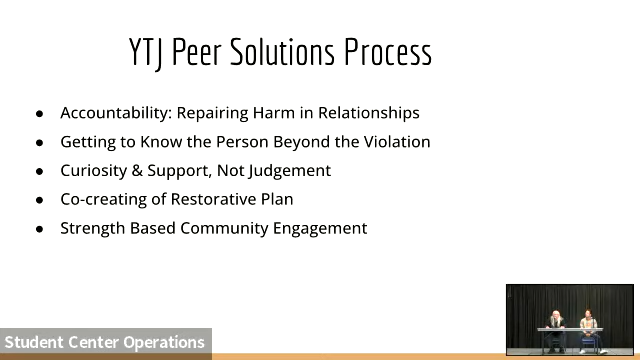 YTJ Peer Solutions Process
● Accountability: Repairing Harm in Relationships
● Getting to Know the Person Beyond the Violation
● Curiosity & Support, Not Judgement
● Co-creating of Restorative Plan
● Strength Based Community Engagement
Student Center Operations